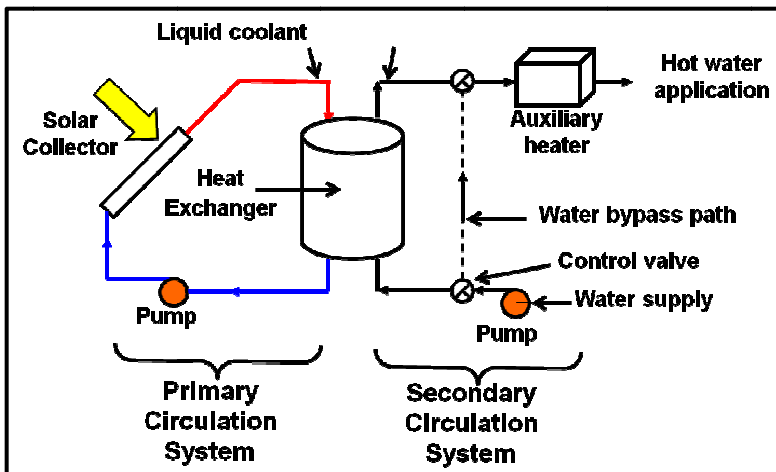 Liquid coolant
Solar
Collector
Hot water
application
Auxiliary
heater
Heat
Exchanger
Water bypass path
Control valve
Water supply
Pump
Pump
Primary
Circulation
System
Secondary
Circulation
System